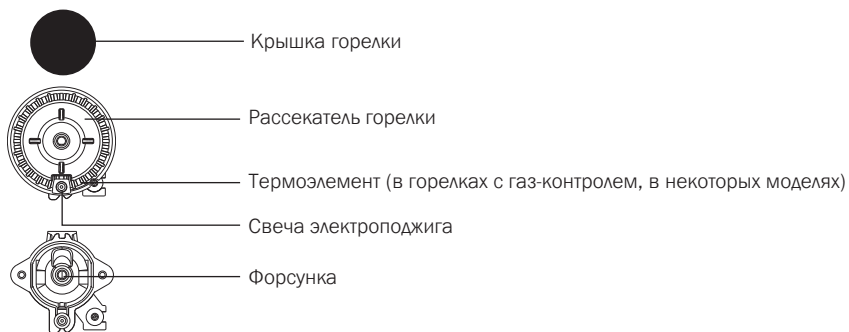 Крышка горелки
Рассекатель горелки
Термоэлемент (в горелках с газ-контролем, в некоторых моделях)
Свеча электроподжига
Форсунка